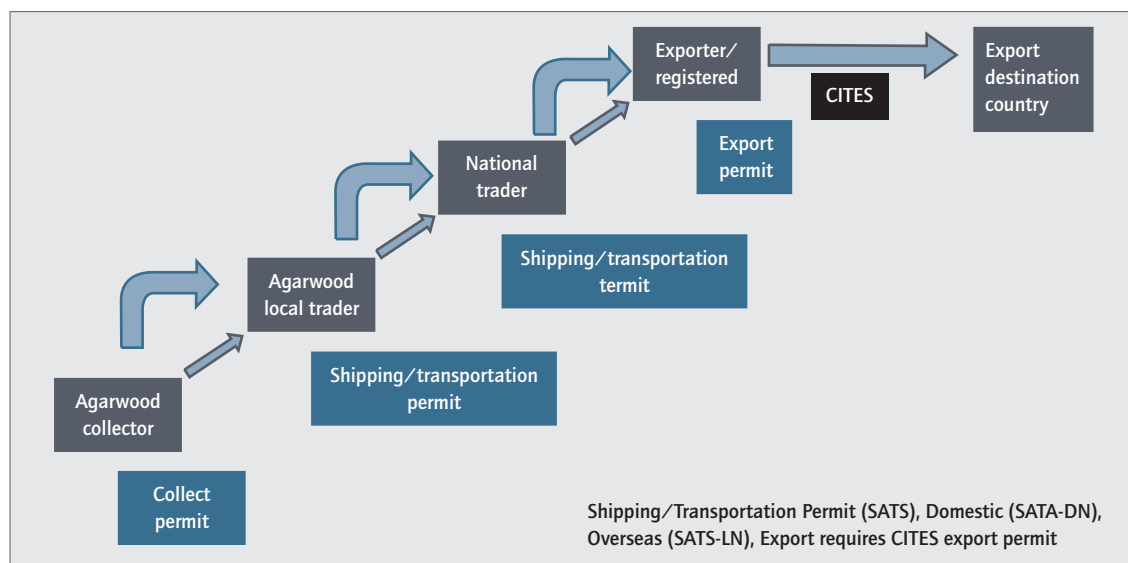 Exporter/
registered
Export
destination
country
CITES
Export
permit
National
trader
Shipping/transportation
termit
Agarwood
local trader
Shipping/transportation
permit
Agarwood
collector
Collect
permit
Shipping/Transportation Permit (SATS), Domestic (SATA-DN),
Overseas (SATS-LN), Export requires CITES export permit